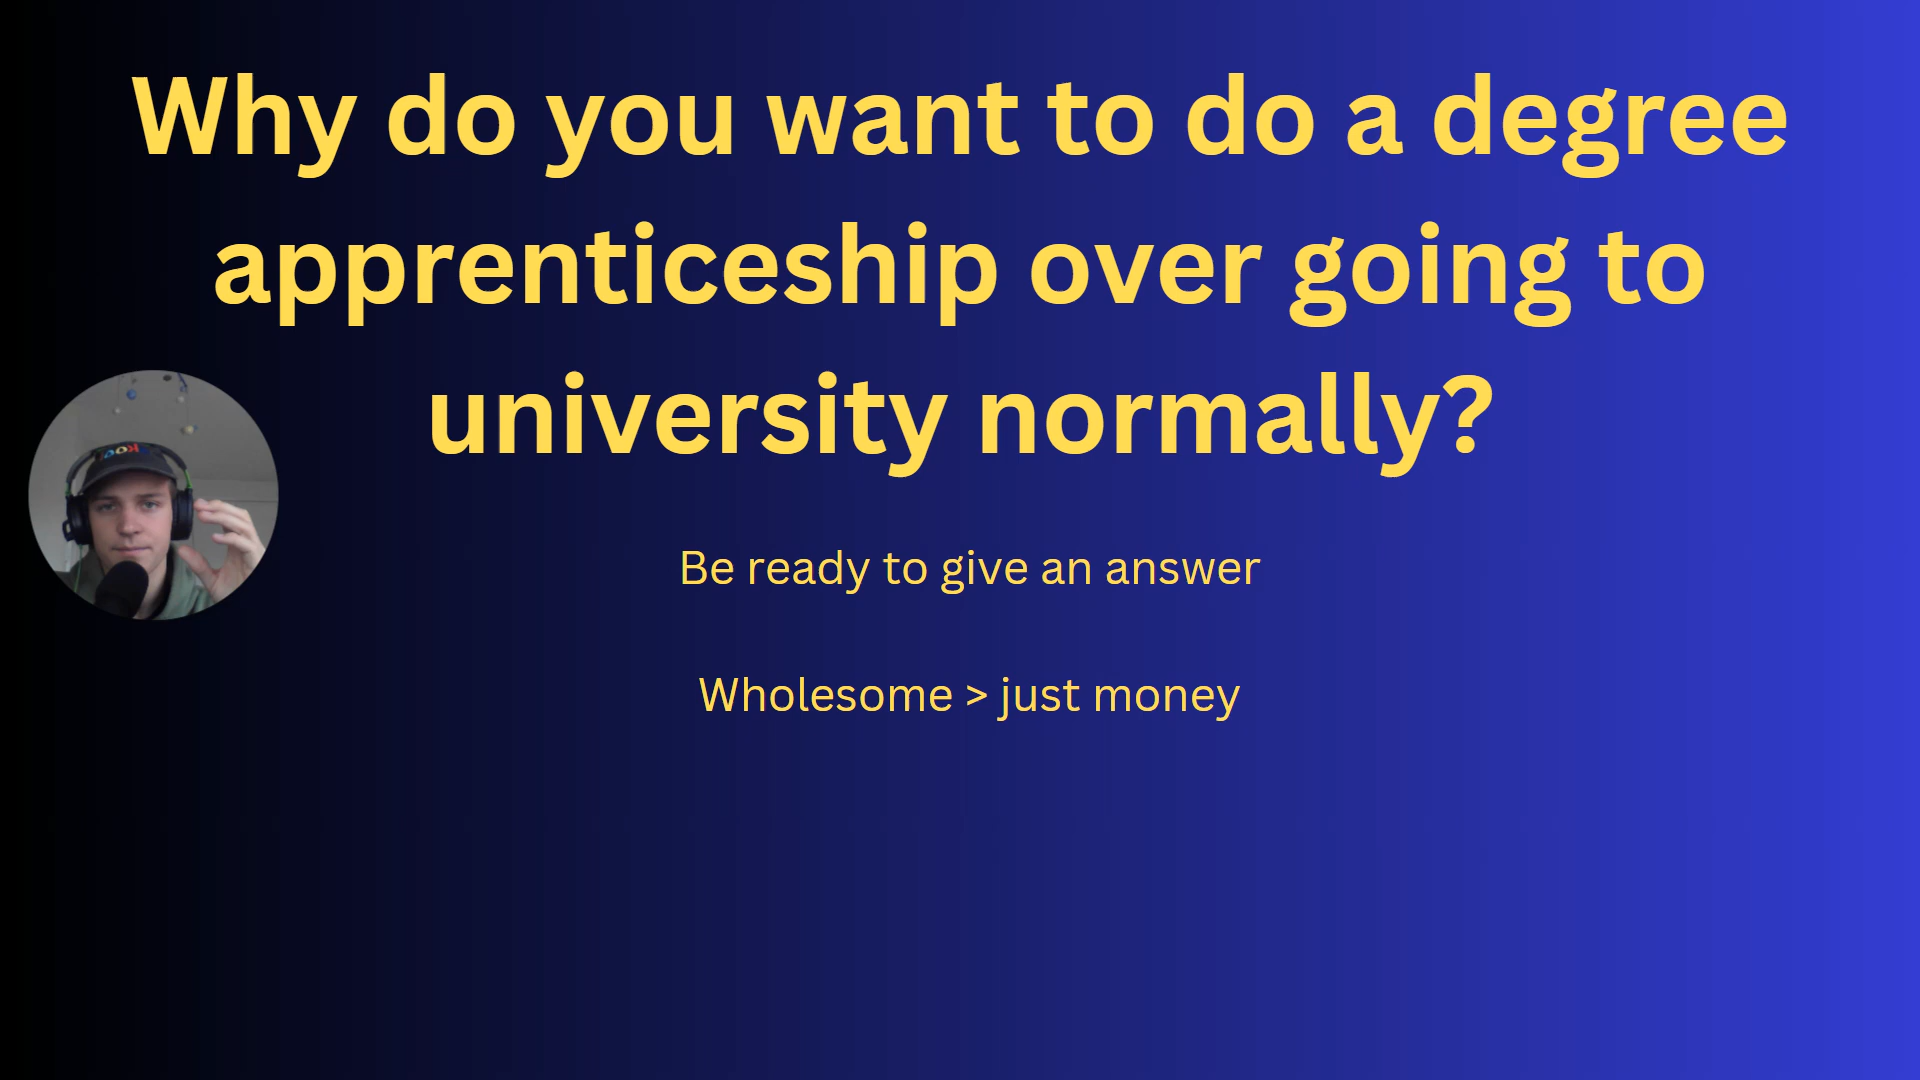 Why do you want to do a degree
apprenticeship over going to
university normally?
Be ready to give an answer
Wholesome > just money